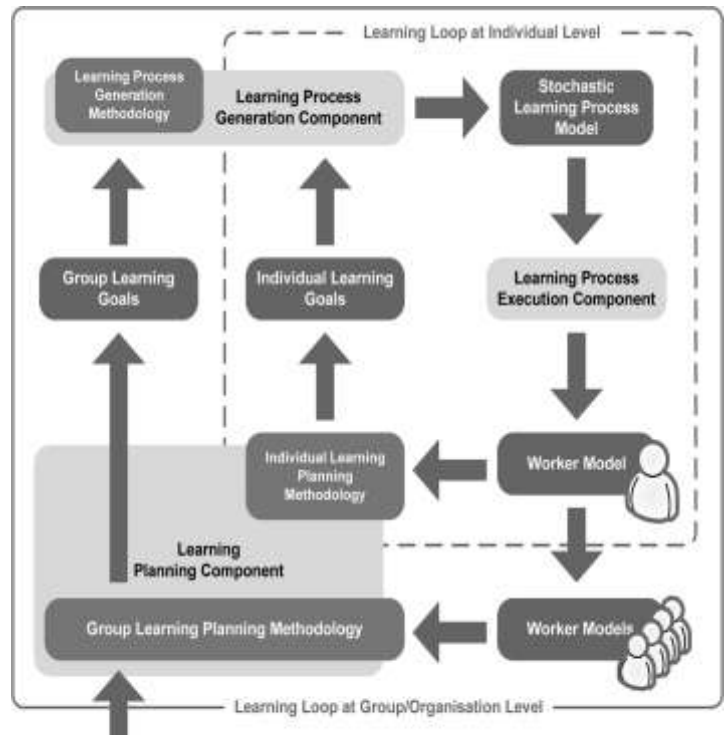 Learning Loop at Individual Level
Learning Process
Generation
Methodology
Learning Process
Generation Component
Stochastic
Learning Process
Model
Group Learning
Goals
Individual Learning
Goals
Learning Process
Execution Component
Individual Learning
Planning
Methodology
Worker Model
Learning
Planning Component
Group Learning Planning Methodology
Worker Models
Learning Loop at Group/Organisation Level